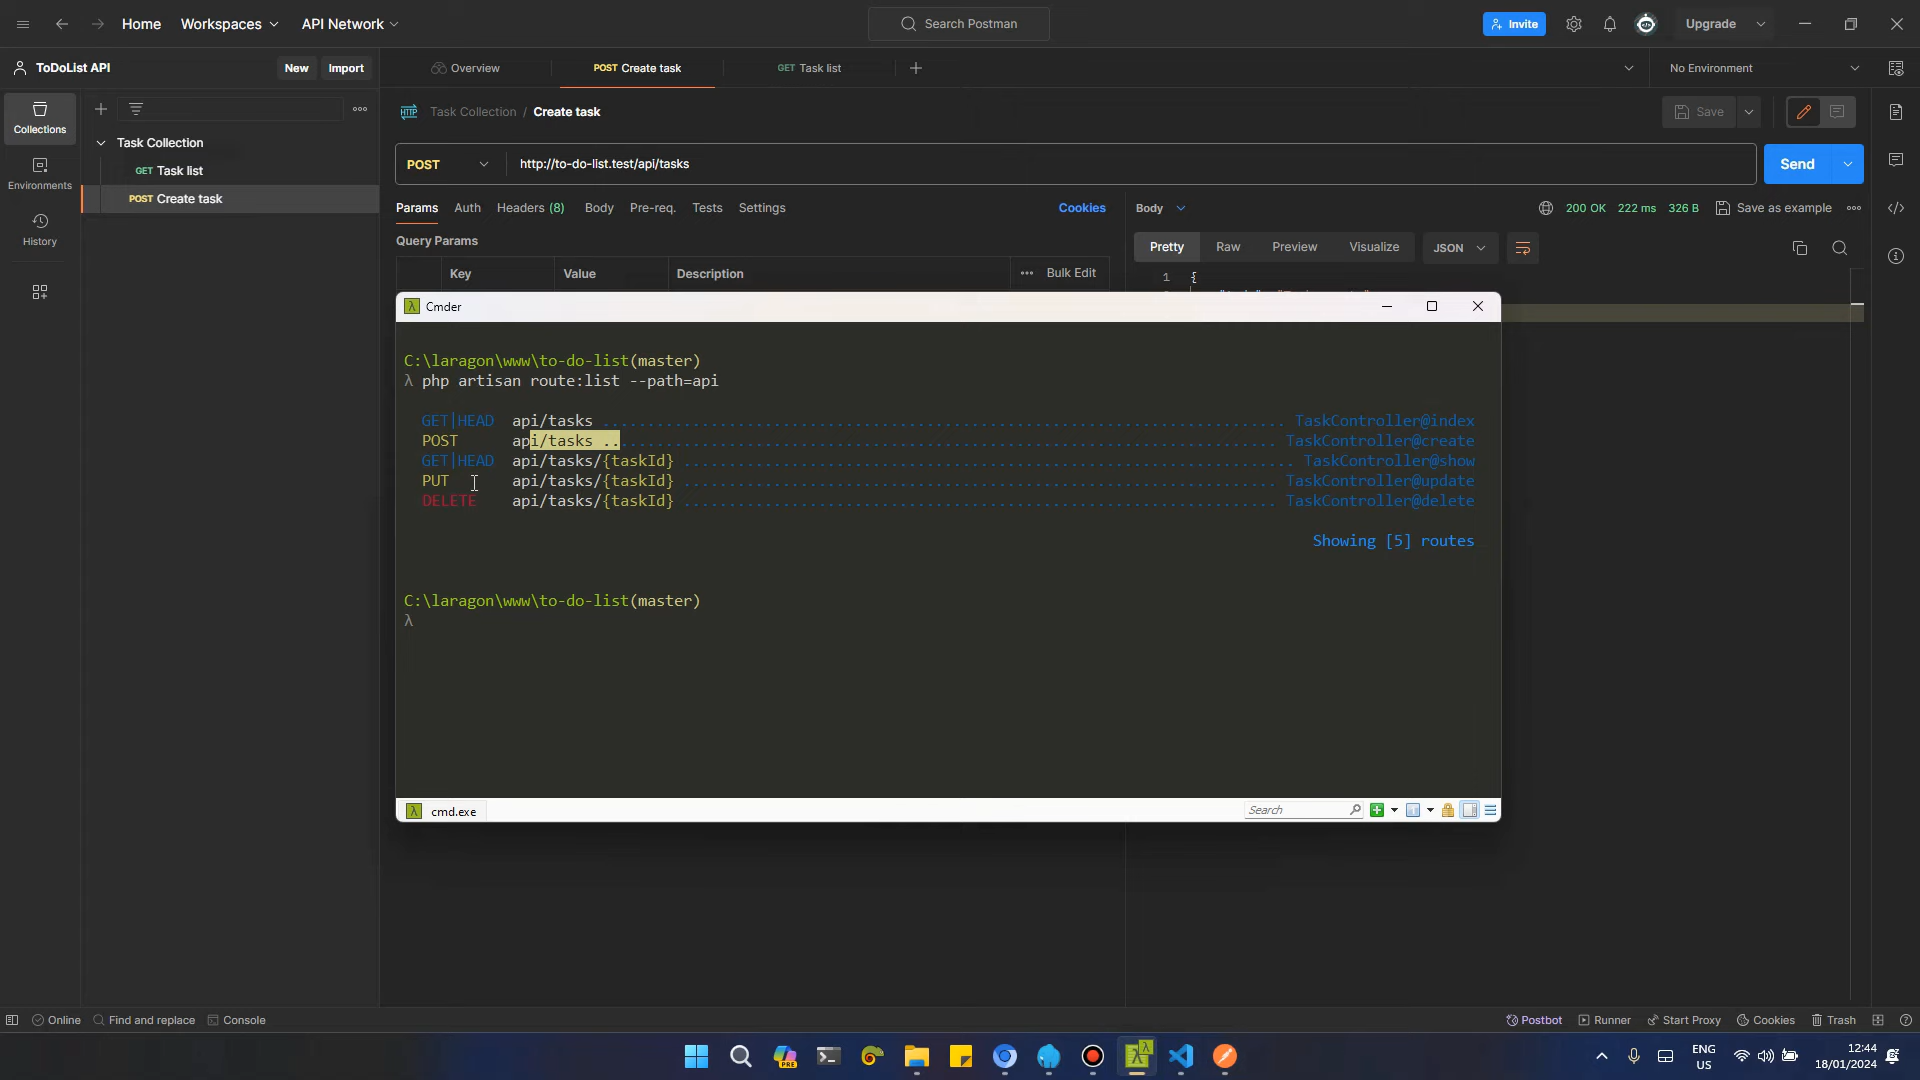 Home Workspaces API Network Search Postman Invite Upgrade
ToDoList API New Import Overview POST Create task GET Task list No Environment
Collections
Environments
History
Task Collection
GET Task list
POST Create task
HTTP Task Collection / Create task Save
POST http://to-do-list.test/api/tasks Send
Params Auth Headers (8) Body Pre-req. Tests Settings Cookies
Body 200 OK 222 ms 326 B Save as example
Query Params
Key Value Description Bulk Edit
Pretty Raw Preview Visualize JSON
1 {
λ Cmder
C:\laragon\www\to-do-list(master)
λ php artisan route:list --path=api
GET|HEAD api/tasks ........ TaskController@index
POST api/tasks ........ TaskController@create
GET|HEAD api/tasks/{taskId} ........ TaskController@show
PUT api/tasks/{taskId} ........ TaskController@update
DELETE api/tasks/{taskId} ........ TaskController@delete
Showing [5] routes
C:\laragon\www\to-do-list(master)
λ
λ cmd.exe Search
Online Find and replace Console Postbot Runner Start Proxy Cookies Trash
PRE
ENG
US
12:44
18/01/2024